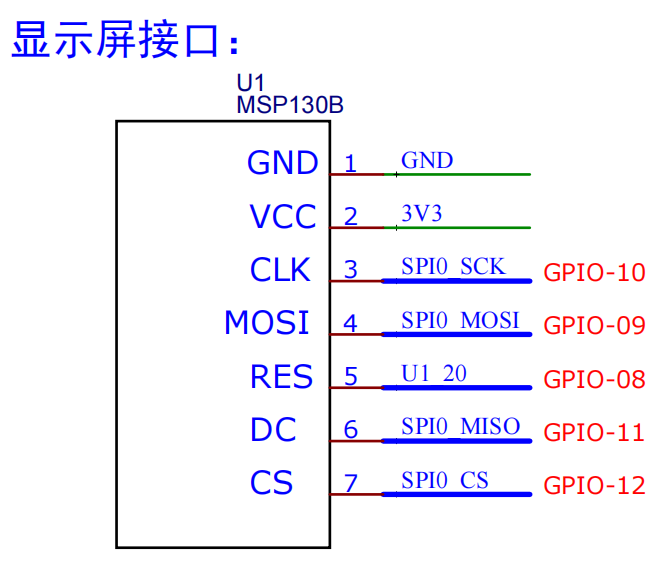 显示屏接口：
U1
MSP130B
GND 1 GND
VCC 2 3V3
CLK 3 SPI0_SCK GPIO-10
MOSI 4 SPI0_MOSI GPIO-09
RES 5 U1_20 GPIO-08
DC 6 SPI0_MISO GPIO-11
CS 7 SPI0_CS GPIO-12